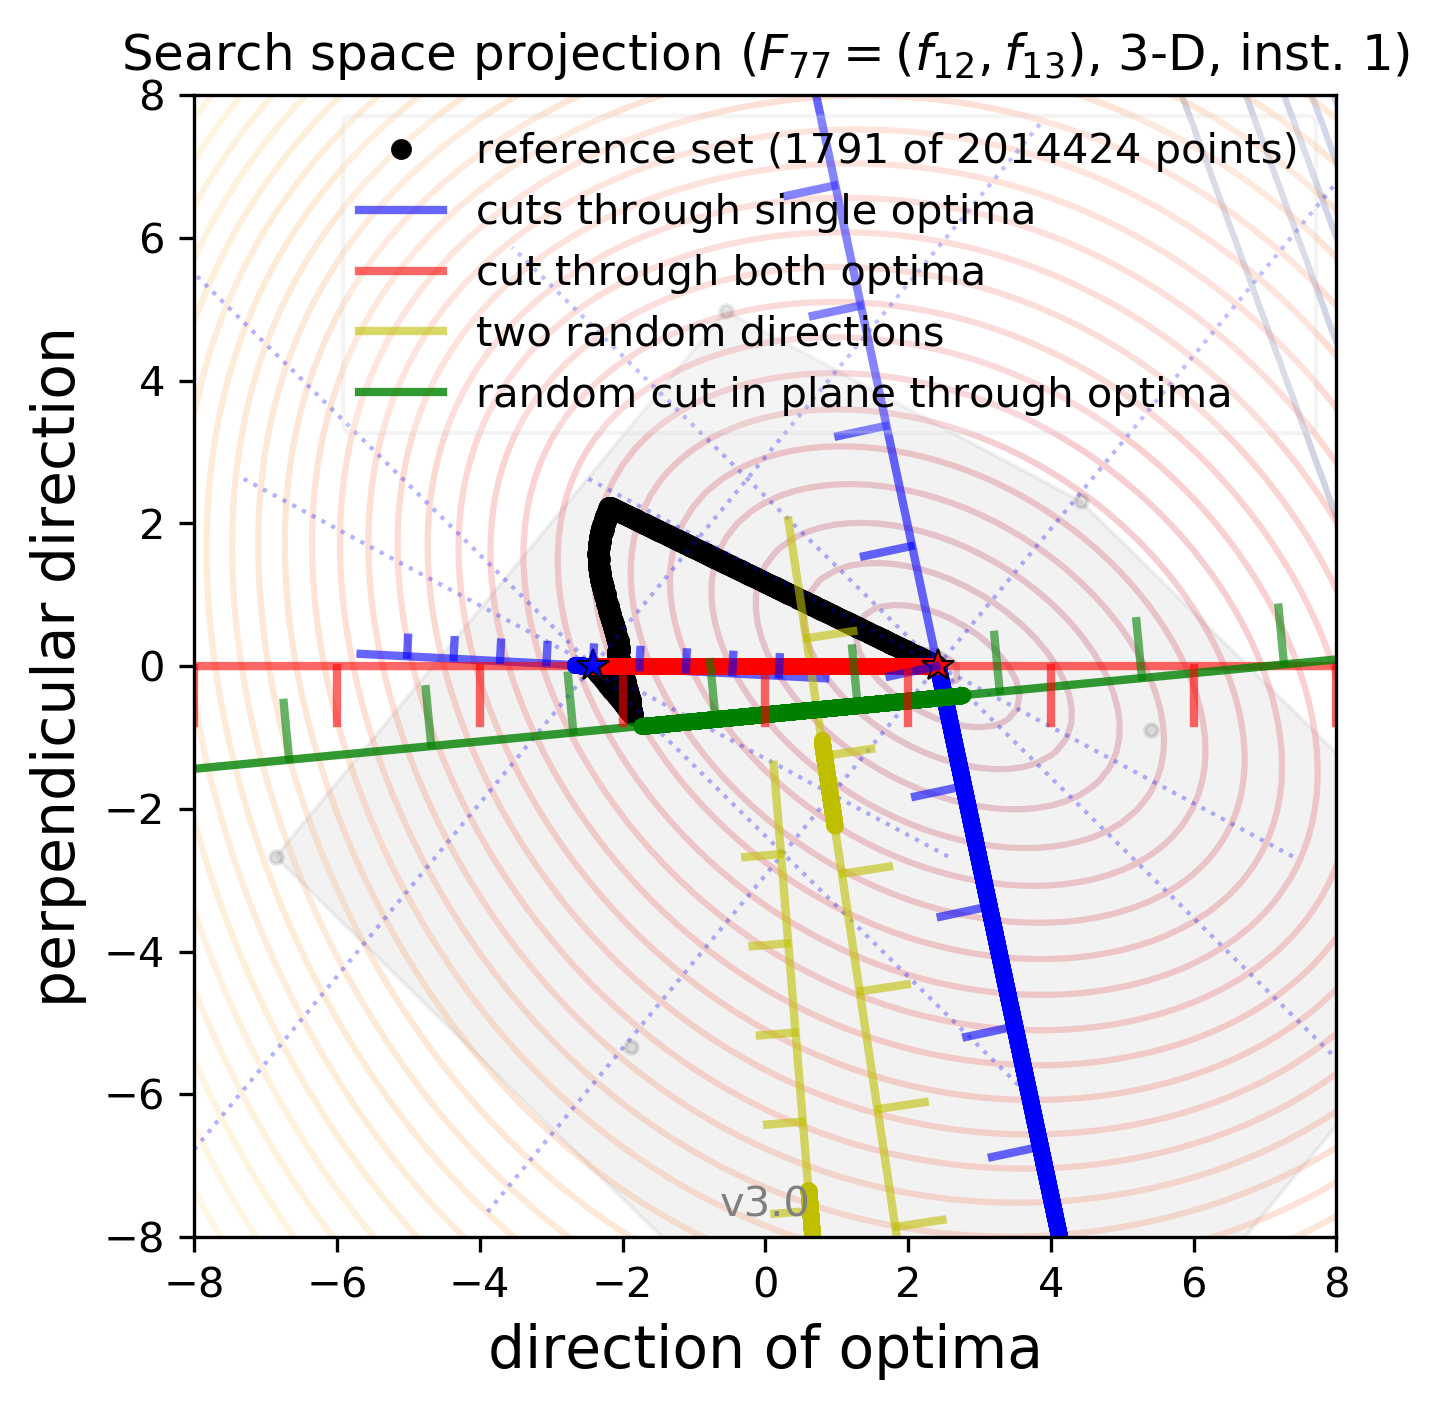 Search space projection (F₇₇ = (f₁₂, f₁₃), 3-D, inst. 1)
reference set (1791 of 2014424 points)
cuts through single optima
cut through both optima
two random directions
random cut in plane through optima
perpendicular direction
8
6
4
2
0
−2
−4
−6
−8
v3.0
−8 −6 −4 −2 0 2 4 6 8
direction of optima